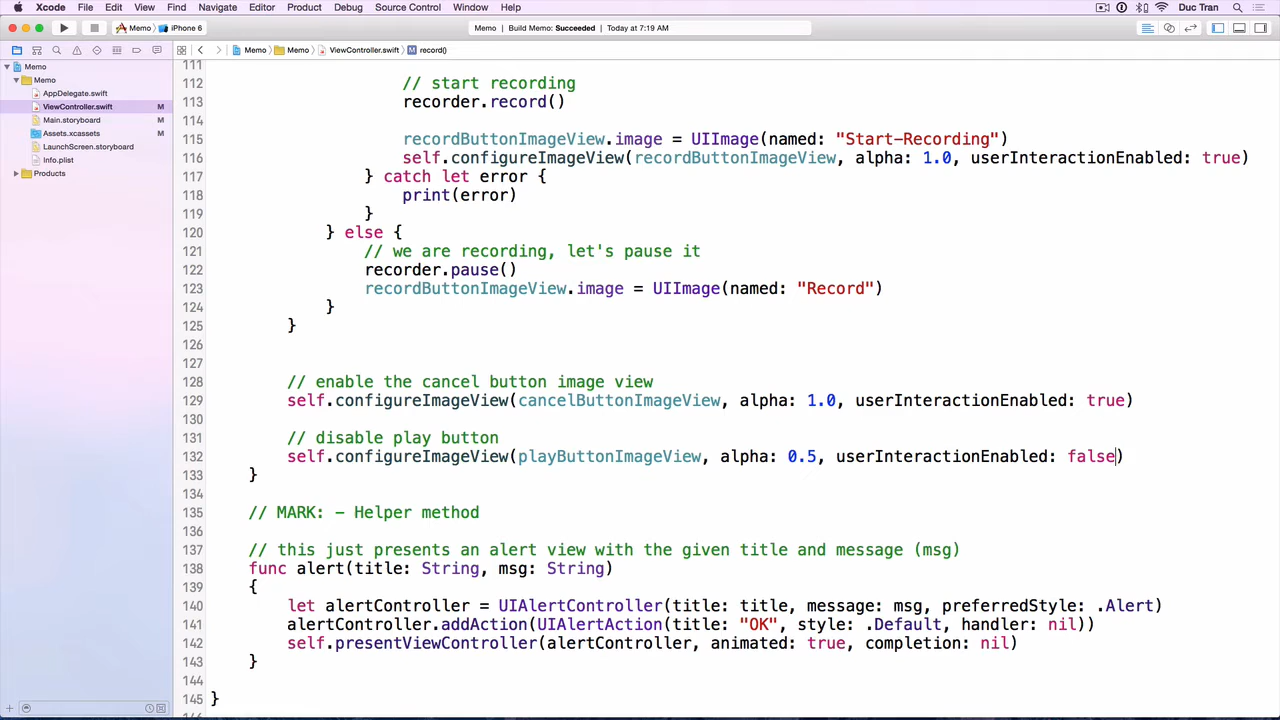 Xcode File Edit View Find Navigate Editor Product Debug Source Control Window Help Duc Tran
Memo iPhone 6 Memo Build Memo: Succeeded Today at 7:19 AM
Memo Memo ViewController.swift M record()
Memo
Memo
AppDelegate.swift
ViewController.swift M
Main.storyboard M
Assets.xcassets M
LaunchScreen.storyboard
Info.plist
Products
111
112 // start recording
113 recorder.record()
114
115 recordButtonImageView.image = UIImage(named: "Start-Recording")
116 self.configureImageView(recordButtonImageView, alpha: 1.0, userInteractionEnabled: true)
117 } catch let error {
118 print(error)
119 }
120 } else {
121 // we are recording, let's pause it
122 recorder.pause()
123 recordButtonImageView.image = UIImage(named: "Record")
124 }
125 }
126
127
128 // enable the cancel button image view
129 self.configureImageView(cancelButtonImageView, alpha: 1.0, userInteractionEnabled: true)
130
131 // disable play button
132 self.configureImageView(playButtonImageView, alpha: 0.5, userInteractionEnabled: false)
133 }
134
135 // MARK: - Helper method
136
137 // this just presents an alert view with the given title and message (msg)
138 func alert(title: String, msg: String)
139 {
140 let alertController = UIAlertController(title: title, message: msg, preferredStyle: .Alert)
141 alertController.addAction(UIAlertAction(title: "OK", style: .Default, handler: nil))
142 self.presentViewController(alertController, animated: true, completion: nil)
143 }
144
145 }
146